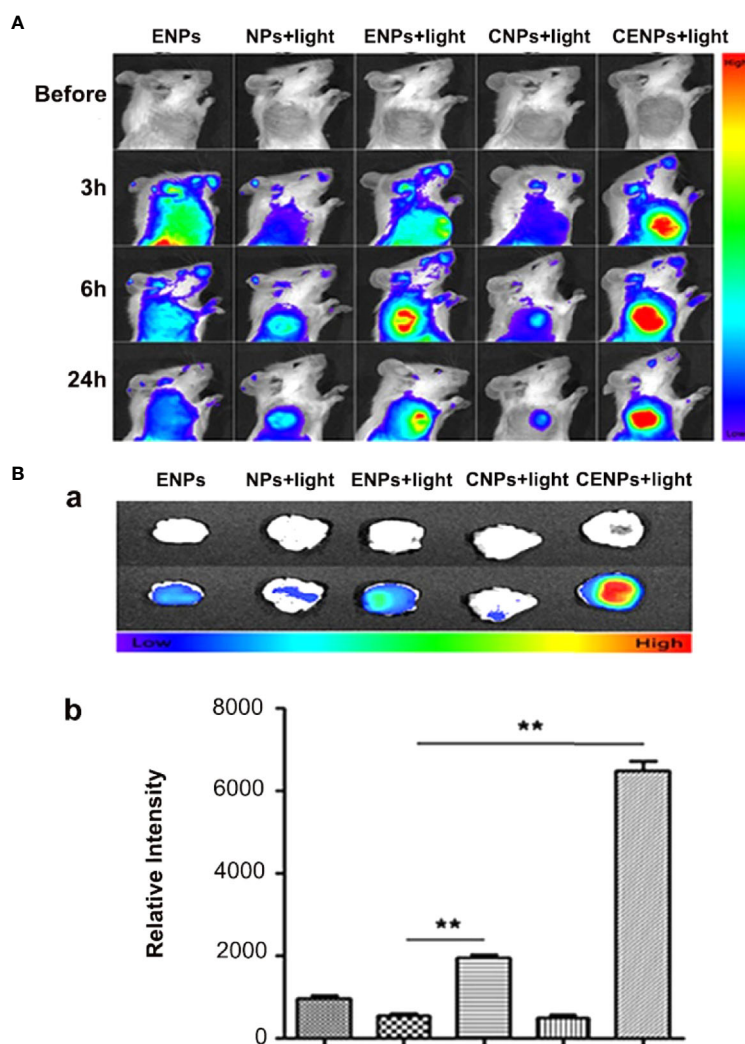 A
ENPs NPs+light ENPs+light CNPs+light CENPs+light
High
Before
3h
6h
24h
Low
B
a
ENPs NPs+light ENPs+light CNPs+light CENPs+light
Low High
b
8000
6000
4000
2000
0
Relative Intensity
**
**